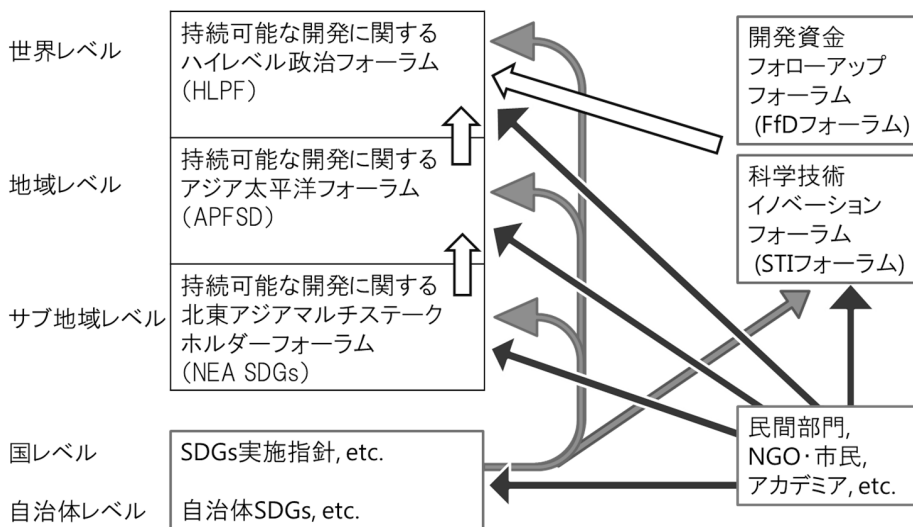 世界レベル
持続可能な開発に関する
ハイレベル政治フォーラム
(HLPF)
地域レベル
持続可能な開発に関する
アジア太平洋フォーラム
(APFSD)
サブ地域レベル
持続可能な開発に関する
北東アジアマルチステーク
ホルダーフォーラム
(NEA SDGs)
国レベル
SDGs実施指針, etc.
自治体レベル
自治体SDGs, etc.
開発資金
フォローアップ
フォーラム
(FfDフォーラム)
科学技術
イノベーション
フォーラム
(STIフォーラム)
民間部門,
NGO・市民,
アカデミア, etc.